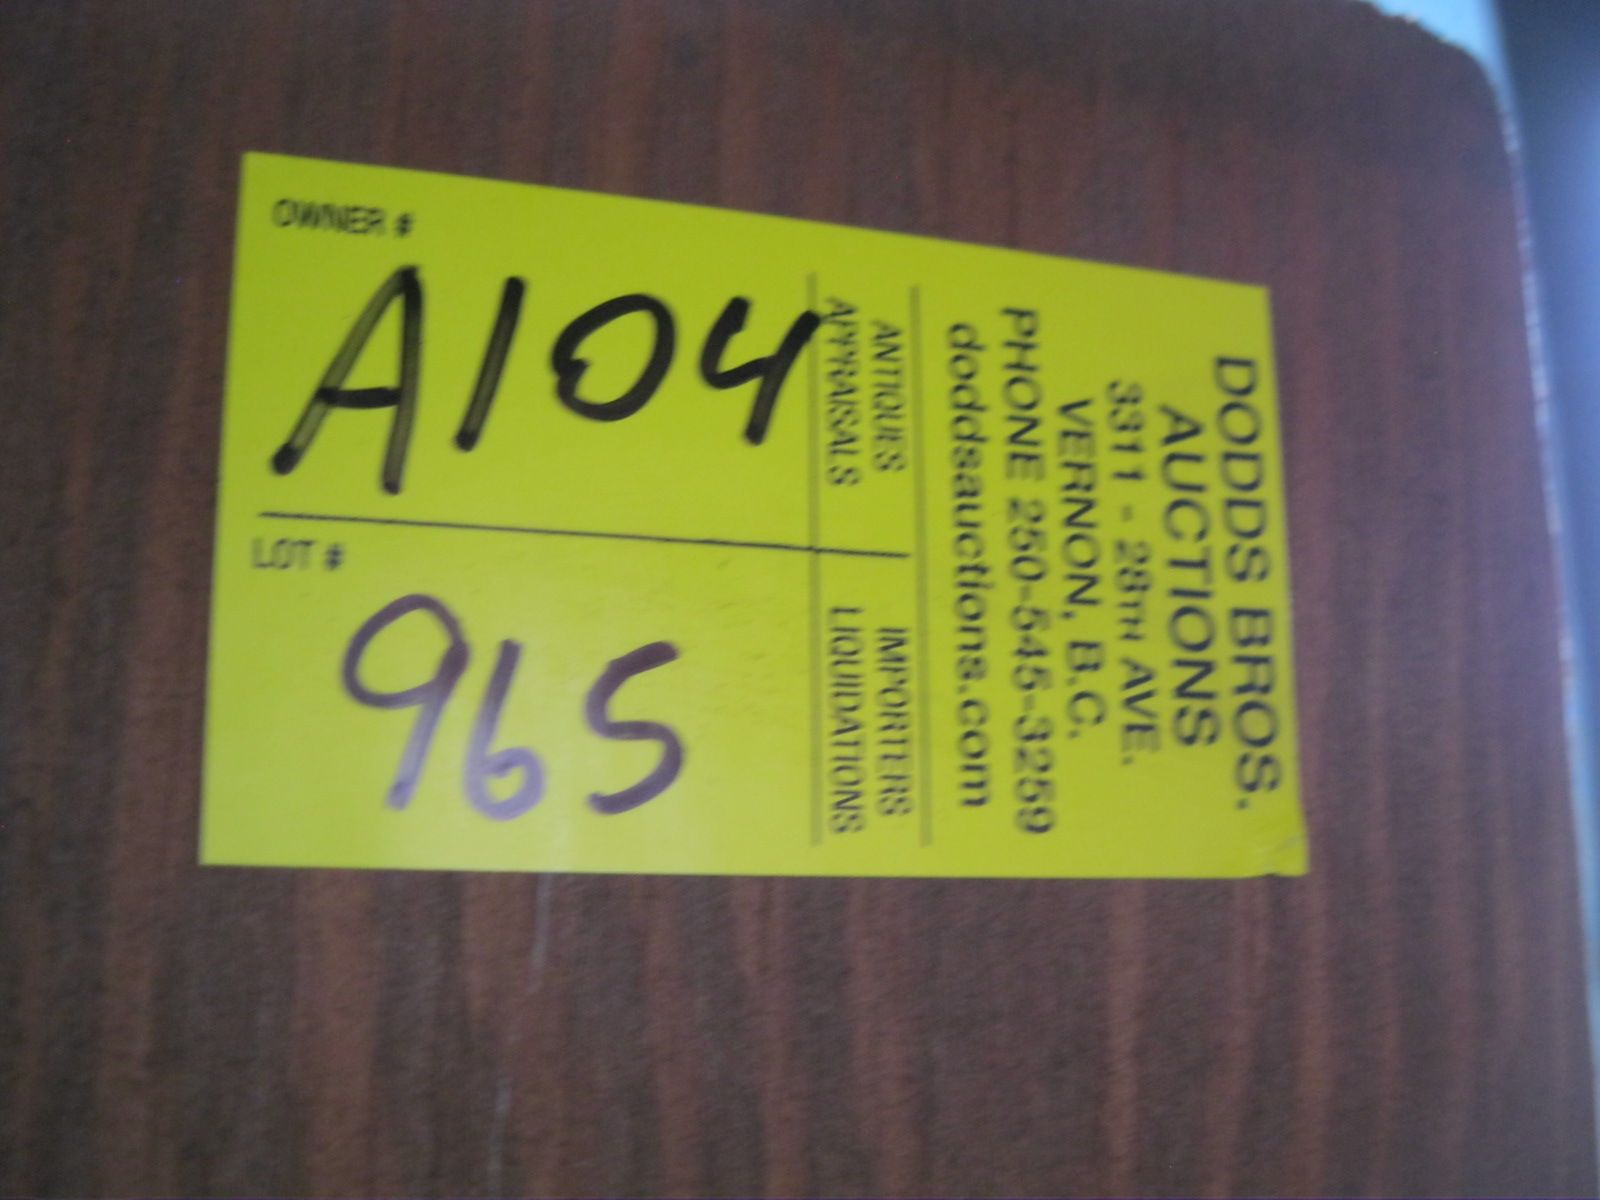 OWNER #
A104
LOT #
965
ANTIQUES
APPRAISALS
IMPORTERS
LIQUIDATIONS
DODDS BROS.
AUCTIONS
3311 - 28TH AVE.
VERNON, B.C.
PHONE 250-545-3259
doddsauctions.com